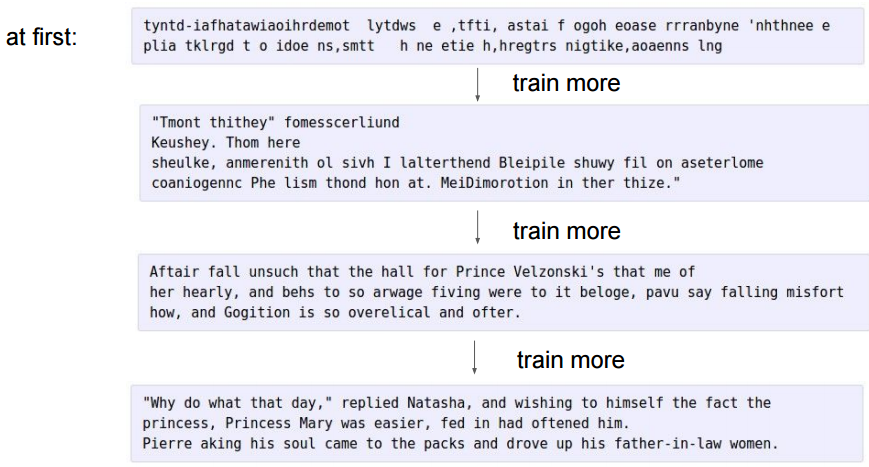 at first:
tyntd-iafhatawiaoihrdemot  lytdws  e ,tfti, astai f ogoh eoase rrranbyne 'nhthnee e
plia tklrgd t o idoe ns,smtt   h ne etie h,hregtrs nigtike,aoaenns lng
train more
"Tmont thithey" fomesscerliund
Keushey. Thom here
sheulke, anmerenith ol sivh I lalterthend Bleipile shuwy fil on aseterlome
coaniogennc Phe lism thond hon at. MeiDimorotion in ther thize."
train more
Aftair fall unsuch that the hall for Prince Velzonski's that me of
her hearly, and behs to so arwage fiving were to it beloge, pavu say falling misfort
how, and Gogition is so overelical and ofter.
train more
"Why do what that day," replied Natasha, and wishing to himself the fact the
princess, Princess Mary was easier, fed in had oftened him.
Pierre aking his soul came to the packs and drove up his father-in-law women.